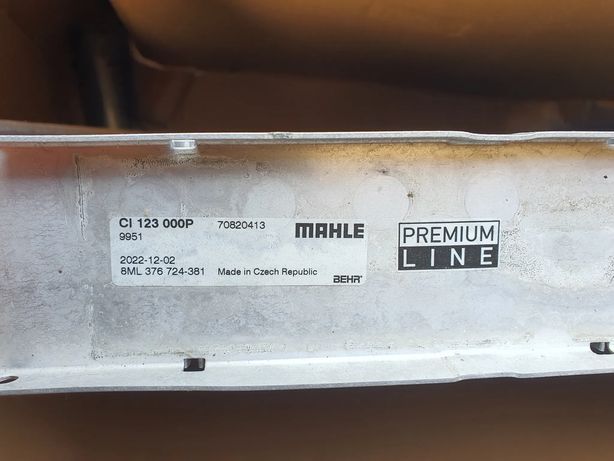 CI 123 000P 70820413 MAHLE
9951
2022-12-02
8ML 376 724-381 Made in Czech Republic BEHR
PREMIUM
LINE